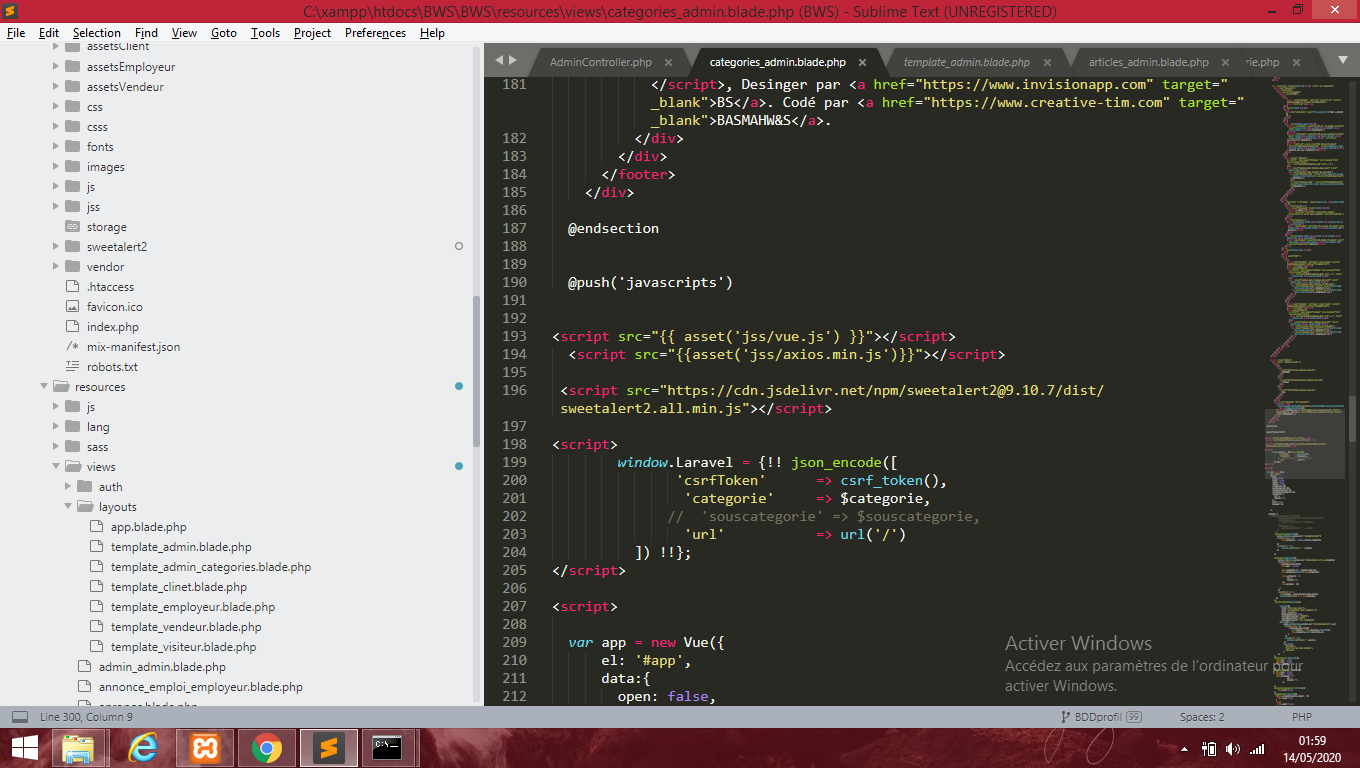 C:\xampp\htdocs\BWS\BWS\resources\views\categories_admin.blade.php (BWS) - Sublime Text (UNREGISTERED)
File Edit Selection Find View Goto Tools Project Preferences Help
assetsClient
assetsEmployeur
assetsVendeur
css
csss
fonts
images
js
jss
storage
sweetalert2
vendor
.htaccess
favicon.ico
index.php
mix-manifest.json
robots.txt
resources
js
lang
sass
views
auth
layouts
app.blade.php
template_admin.blade.php
template_admin_categories.blade.php
template_clinet.blade.php
template_employeur.blade.php
template_vendeur.blade.php
template_visiteur.blade.php
admin_admin.blade.php
annonce_emploi_employeur.blade.php
AdminController.php categories_admin.blade.php template_admin.blade.php articles_admin.blade.php rie.php
181 </script>, Desinger par <a href="https://www.invisionapp.com" target="
_blank">BS</a>. Codé par <a href="https://www.creative-tim.com" target="
_blank">BASMAHW&S</a>.
182 </div>
183 </div>
184 </footer>
185 </div>
186
187 @endsection
188
189
190 @push('javascripts')
191
192
193 <script src="{{ asset('jss/vue.js') }}"></script>
194 <script src="{{asset('jss/axios.min.js')}}"></script>
195
196 <script src="https://cdn.jsdelivr.net/npm/sweetalert2@9.10.7/dist/
sweetalert2.all.min.js"></script>
197
198 <script>
199 window.Laravel = {!! json_encode([
200 'csrfToken' => csrf_token(),
201 'categorie' => $categorie,
202 // 'souscategorie' => $souscategorie,
203 'url' => url('/')
204 ]) !!};
205 </script>
206
207 <script>
208
209 var app = new Vue({
210 el: '#app',
211 data:{
212 open: false,
Activer Windows
Accédez aux paramètres de l'ordinateur pour
activer Windows.
Line 300, Column 9 BDDprofil 99 Spaces: 2 PHP
01:59
14/05/2020